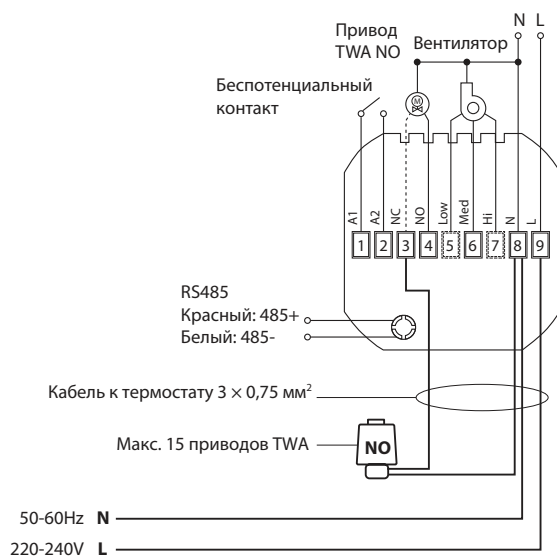 N L
Привод
TWA NO
Вентилятор
Беспотенциальный
контакт
M
A1 A2 NC NO Low Med Hi N L
1 2 3 4 5 6 7 8 9
RS485
Красный: 485+
Белый: 485-
Кабель к термостату 3 × 0,75 мм²
Макс. 15 приводов TWA
NO
50-60Hz N
220-240V L